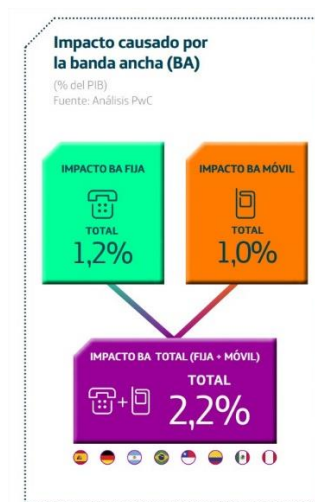 Impacto causado por
la banda ancha (BA)
(% del PIB)
Fuente: Análisis PwC
IMPACTO BA FIJA
TOTAL
1,2%
IMPACTO BA MÓVIL
TOTAL
1,0%
IMPACTO BA TOTAL (FIJA + MÓVIL)
TOTAL
+
2,2%